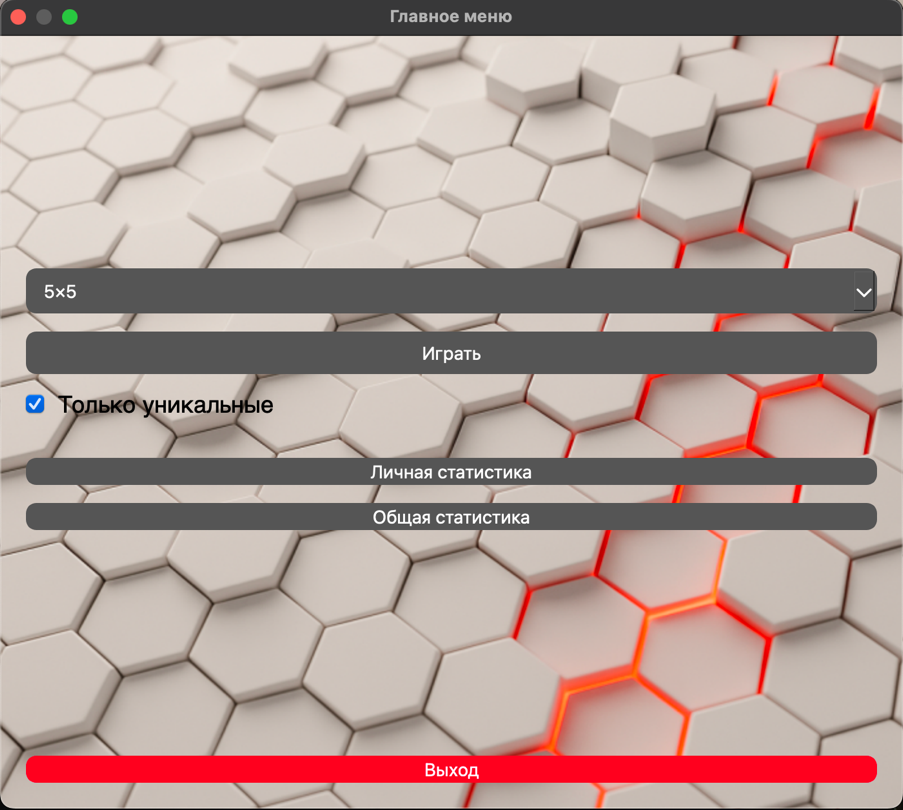 Главное меню
5×5
Играть
Только уникальные
Личная статистика
Общая статистика
Выход